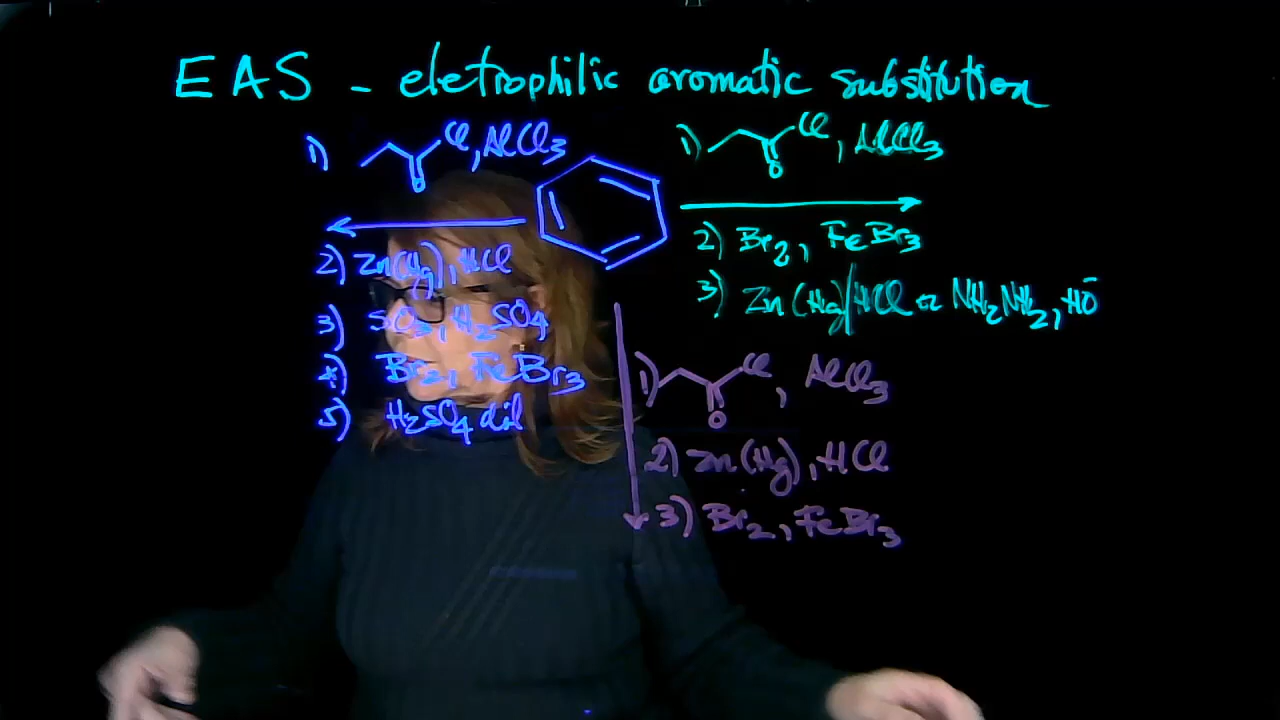 EAS - eletrophilic aromatic substitution
1) Cl, AlCl3
O
2) Zn(Hg), HCl
3) SO3, H2SO4
4) Br2, FeBr3
5) H2SO4 dil
1) Cl, AlCl3
O
2) Br2, FeBr3
3) Zn(Hg)/HCl or NH2NH2, HO-
1) Cl, AlCl3
O
2) Zn(Hg), HCl
3) Br2, FeBr3